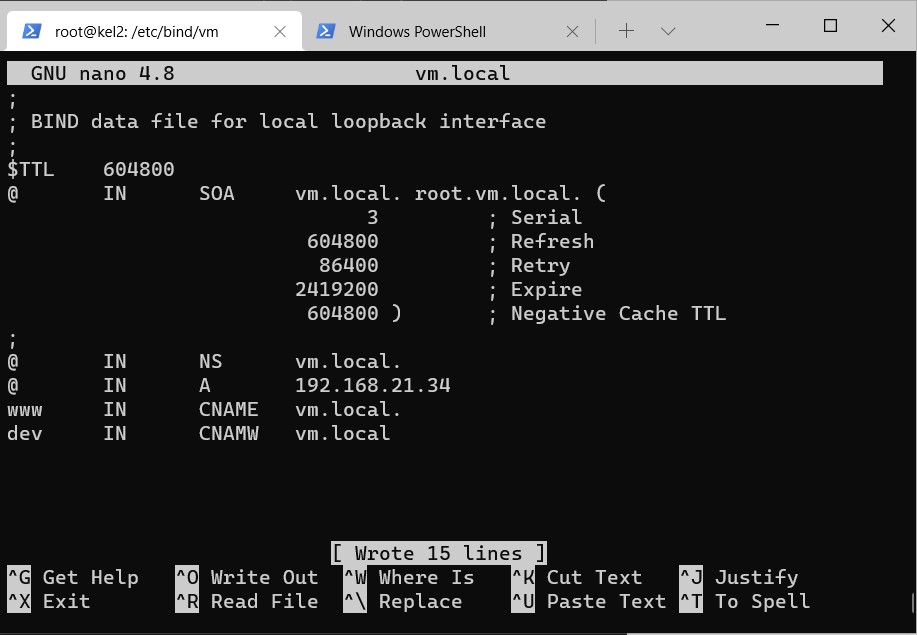 root@kel2: /etc/bind/vm Windows PowerShell
GNU nano 4.8 vm.local
;
; BIND data file for local loopback interface
;
$TTL 604800
@ IN SOA vm.local. root.vm.local. (
3 ; Serial
604800 ; Refresh
86400 ; Retry
2419200 ; Expire
604800 ) ; Negative Cache TTL
;
@ IN NS vm.local.
@ IN A 192.168.21.34
www IN CNAME vm.local.
dev IN CNAMW vm.local
[ Wrote 15 lines ]
^G Get Help ^O Write Out ^W Where Is ^K Cut Text ^J Justify
^X Exit ^R Read File ^\ Replace ^U Paste Text ^T To Spell